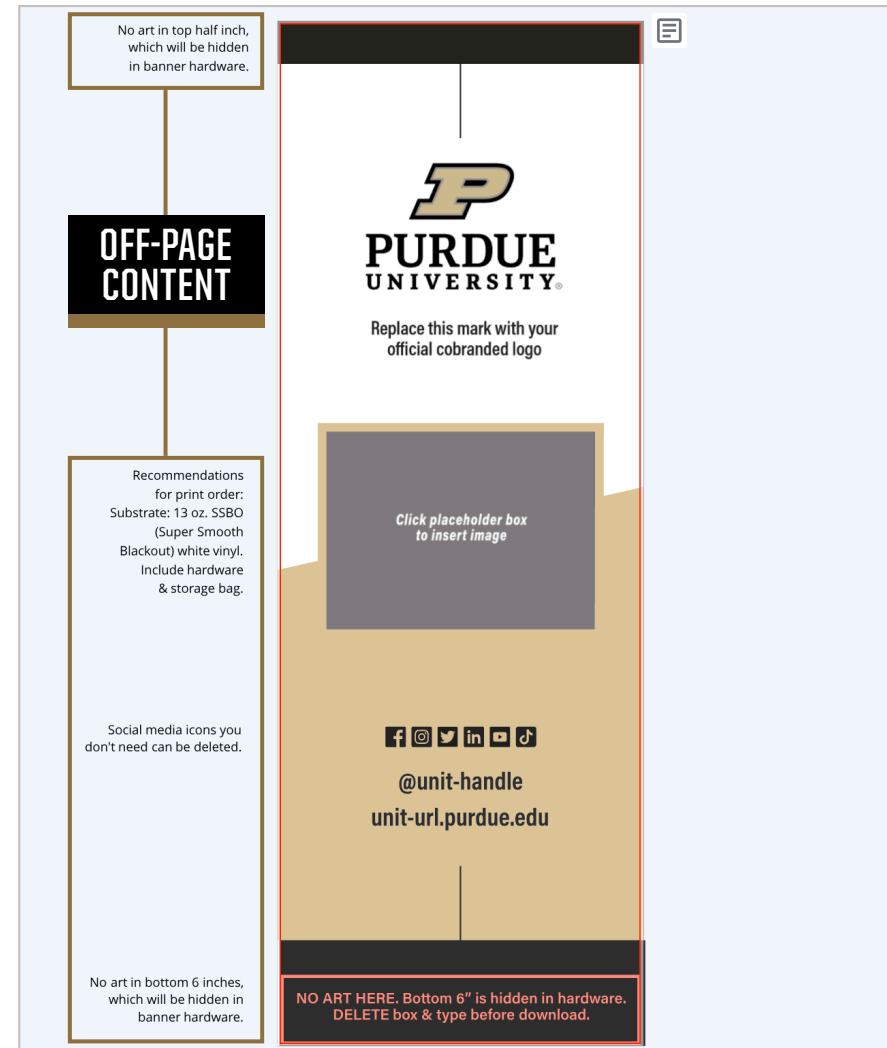 No art in top half inch,
which will be hidden
in banner hardware.
OFF-PAGE
CONTENT
Recommendations
for print order:
Substrate: 13 oz. SSBO
(Super Smooth
Blackout) white vinyl.
Include hardware
& storage bag.
Social media icons you
don't need can be deleted.
No art in bottom 6 inches,
which will be hidden in
banner hardware.
P
PURDUE
UNIVERSITY®
Replace this mark with your
official cobranded logo
Click placeholder box
to insert image
@unit-handle
unit-url.purdue.edu
NO ART HERE. Bottom 6” is hidden in hardware.
DELETE box & type before download.